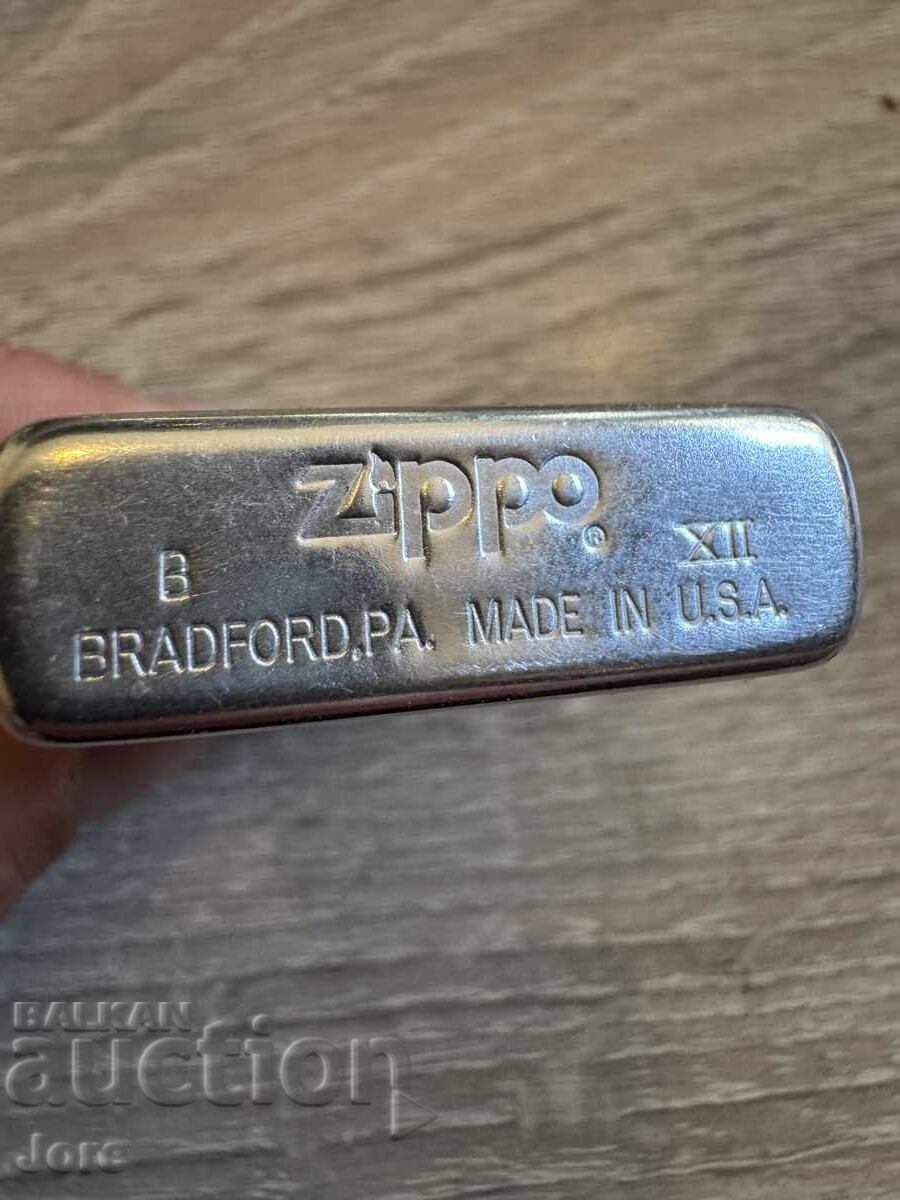 Zippo®
B XII
BRADFORD,PA. MADE IN U.S.A.
BALKAN
auction
Jore